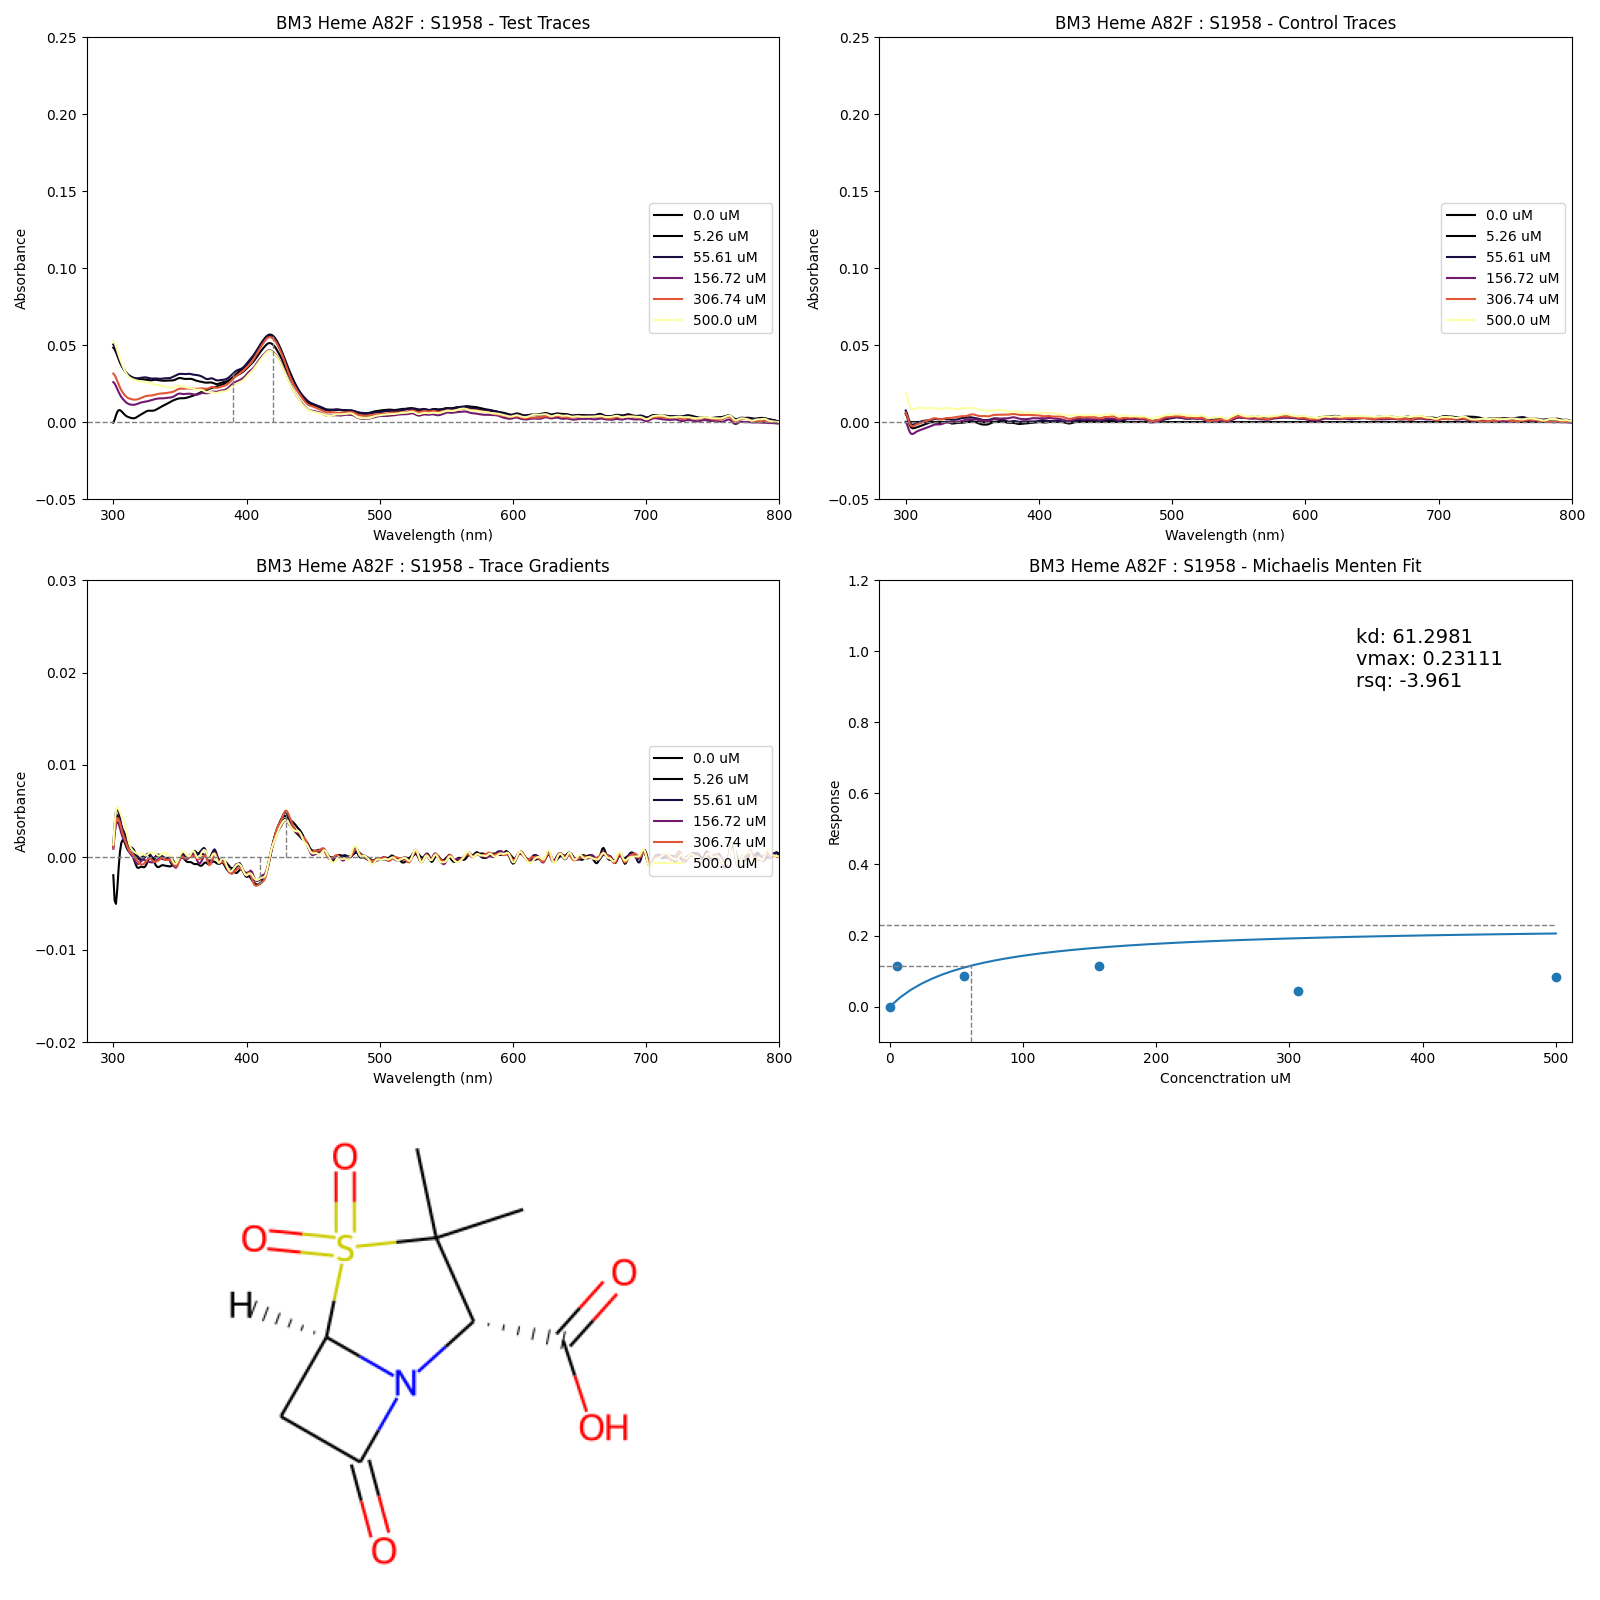 BM3 Heme A82F : S1958 - Test Traces
Absorbance
0.25
0.20
0.15
0.10
0.05
0.00
−0.05
300
400
500
600
700
800
Wavelength (nm)
0.0 uM
5.26 uM
55.61 uM
156.72 uM
306.74 uM
500.0 uM
BM3 Heme A82F : S1958 - Control Traces
Absorbance
0.25
0.20
0.15
0.10
0.05
0.00
−0.05
300
400
500
600
700
800
Wavelength (nm)
0.0 uM
5.26 uM
55.61 uM
156.72 uM
306.74 uM
500.0 uM
BM3 Heme A82F : S1958 - Trace Gradients
Absorbance
0.03
0.02
0.01
0.00
−0.01
−0.02
300
400
500
600
700
800
Wavelength (nm)
0.0 uM
5.26 uM
55.61 uM
156.72 uM
306.74 uM
500.0 uM
BM3 Heme A82F : S1958 - Michaelis Menten Fit
Response
1.2
1.0
0.8
0.6
0.4
0.2
0.0
0
100
200
300
400
500
Concenctration uM
kd: 61.2981
vmax: 0.23111
rsq: -3.961
O
O
S
O
H
N
OH
O